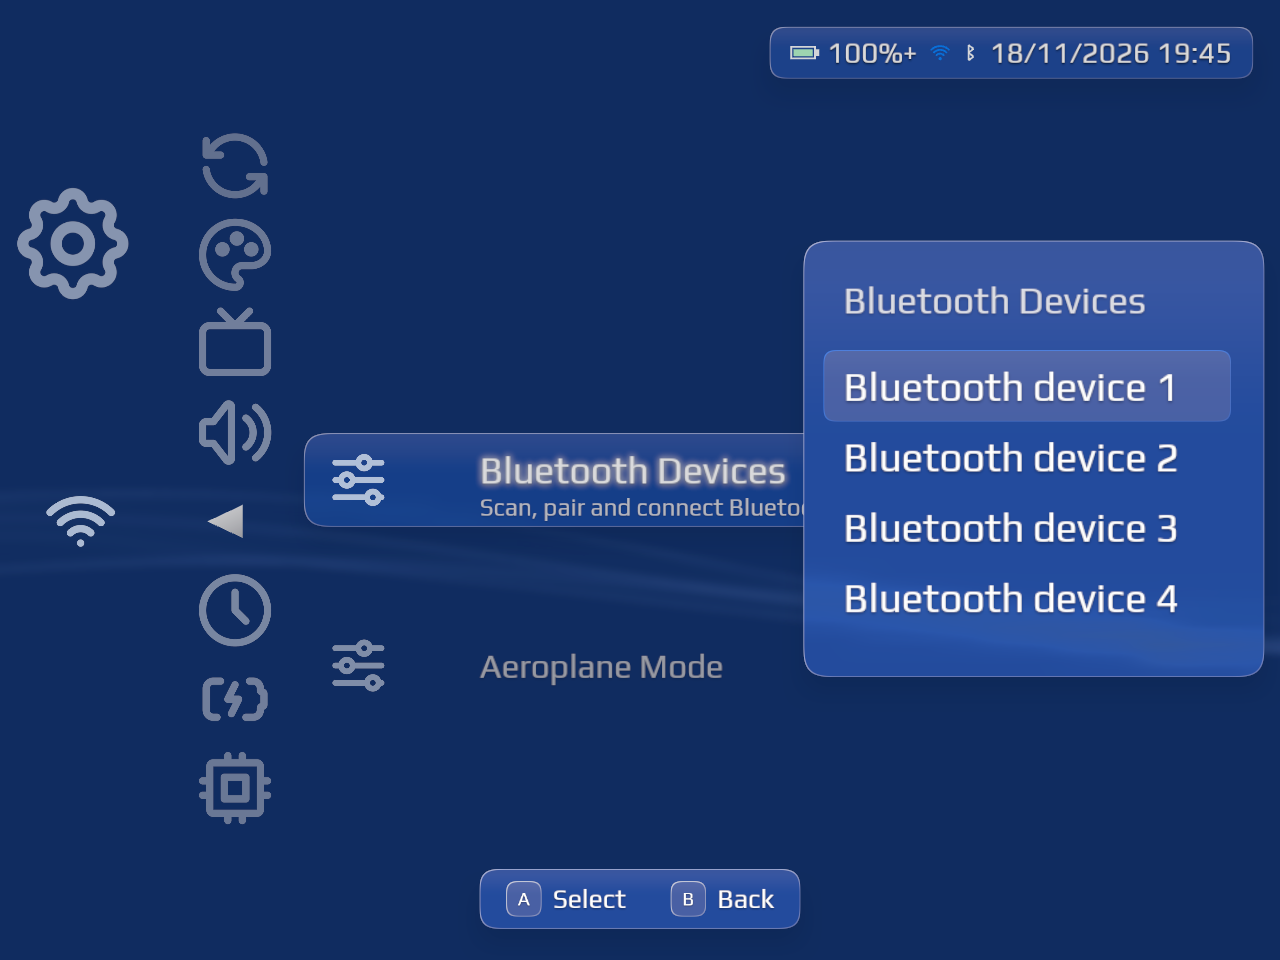 100%+ 18/11/2026 19:45
Bluetooth Devices
Scan, pair and connect
Aeroplane Mode
Bluetooth Devices
Bluetooth device 1
Bluetooth device 2
Bluetooth device 3
Bluetooth device 4
A Select B Back